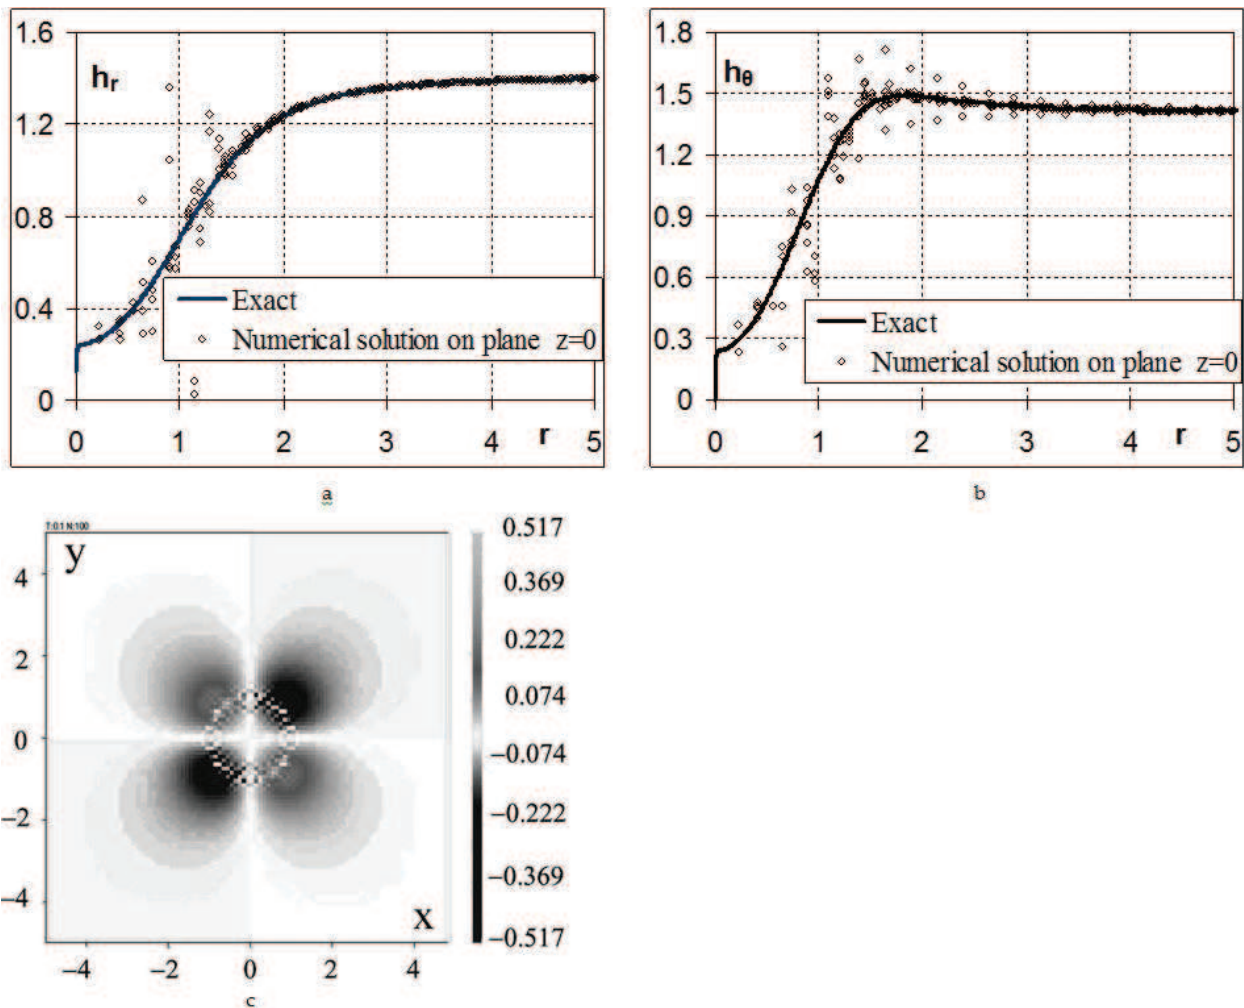 1.6
hr
1.2
0.8
0.4
0
Exact
Numerical solution on plane z=0
0 1 2 3 4 r 5
a
1.8
hθ
1.5
1.2
0.9
0.6
0.3
0
Exact
Numerical solution on plane z=0
0 1 2 3 4 r 5
b
T:0.1 N:100
y
4
2
0
−2
−4
x
−4 −2 0 2 4
c
0.517
0.369
0.222
0.074
−0.074
−0.222
−0.369
−0.517